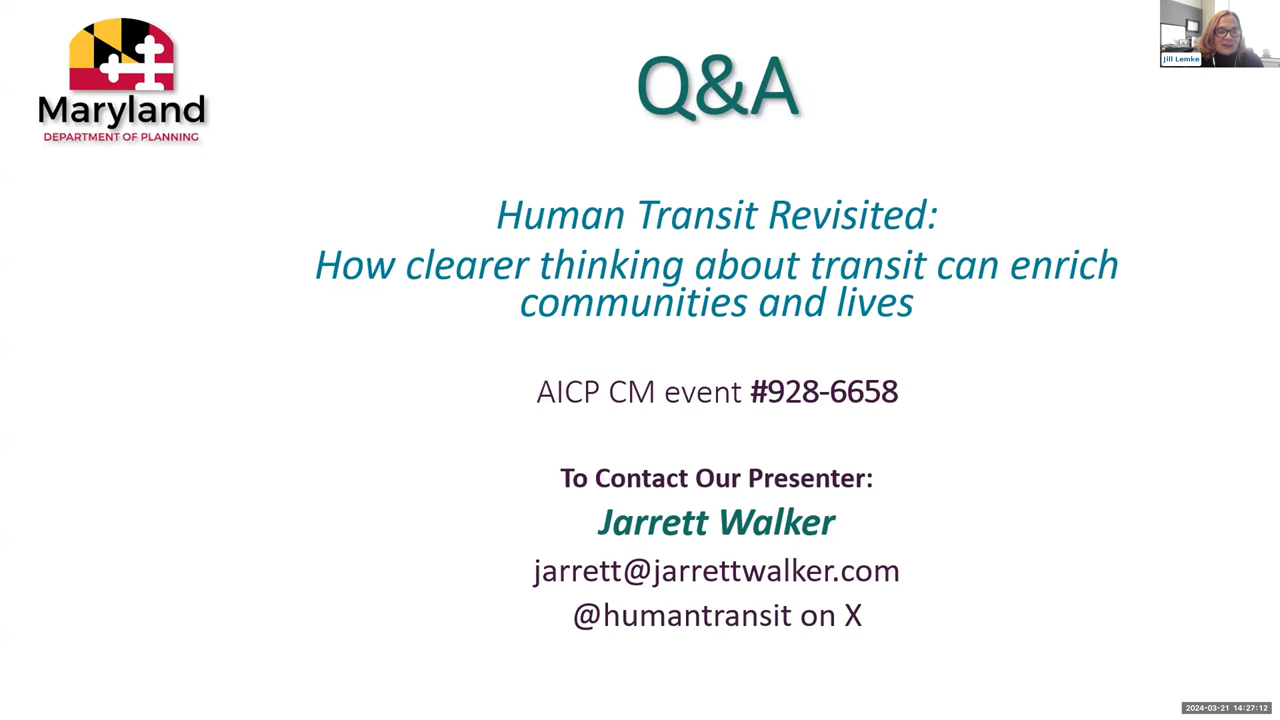 Maryland
DEPARTMENT OF PLANNING
Q&A
Jill Lemke
Human Transit Revisited:
How clearer thinking about transit can enrich
communities and lives
AICP CM event #928-6658
To Contact Our Presenter:
Jarrett Walker
jarrett@jarrettwalker.com
@humantransit on X
2024-03-21 14:27:12